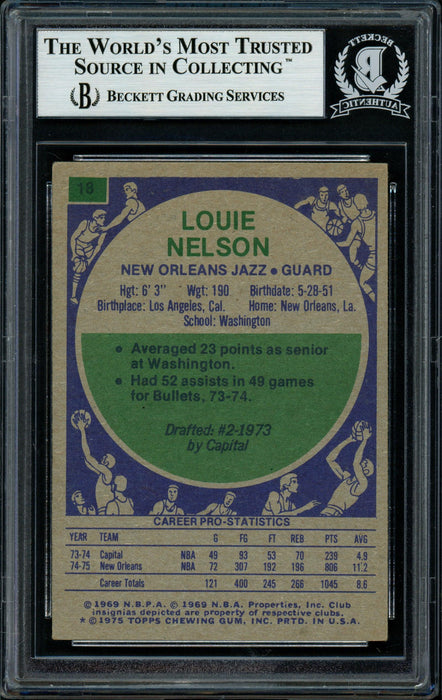 THE WORLD'S MOST TRUSTED
SOURCE IN COLLECTING™
B BECKETT GRADING SERVICES
BECKETT
B
AUTHENTIC
18
LOUIE
NELSON
NEW ORLEANS JAZZ • GUARD
Hgt: 6' 3" Wgt: 190 Birthdate: 5-28-51
Birthplace: Los Angeles, Cal. Home: New Orleans, La.
School: Washington
• Averaged 23 points as senior
at Washington.
• Had 52 assists in 49 games
for Bullets, 73-74.
Drafted: #2-1973
by Capital
CAREER PRO-STATISTICS
YEAR TEAM G FG FT REB PTS AVG
73-74 Capital NBA 49 93 53 70 239 4.9
74-75 New Orleans NBA 72 307 192 196 806 11.2
Career Totals 121 400 245 266 1045 8.6
© 1969 N.B.P.A. © 1969 N.B.A. Properties, Inc. Club
insignias depicted are property of respective clubs.
* © 1975 TOPPS CHEWING GUM, INC. PRTD. IN U.S.A.